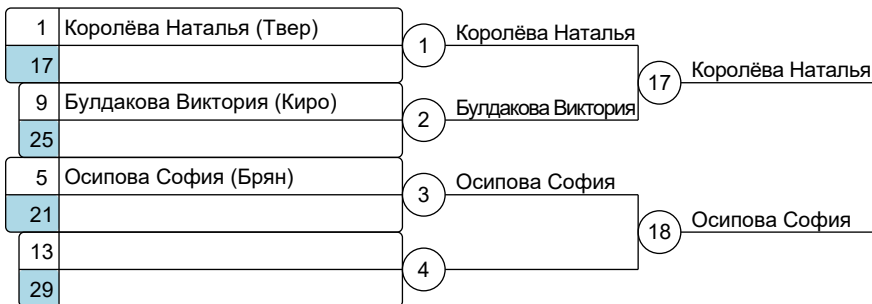 1 Королёва Наталья (Твер)
17
1
Королёва Наталья
9 Булдакова Виктория (Киро)
25
2
Булдакова Виктория
17
Королёва Наталья
5 Осипова София (Брян)
21
3
Осипова София
13
29
4
18
Осипова София